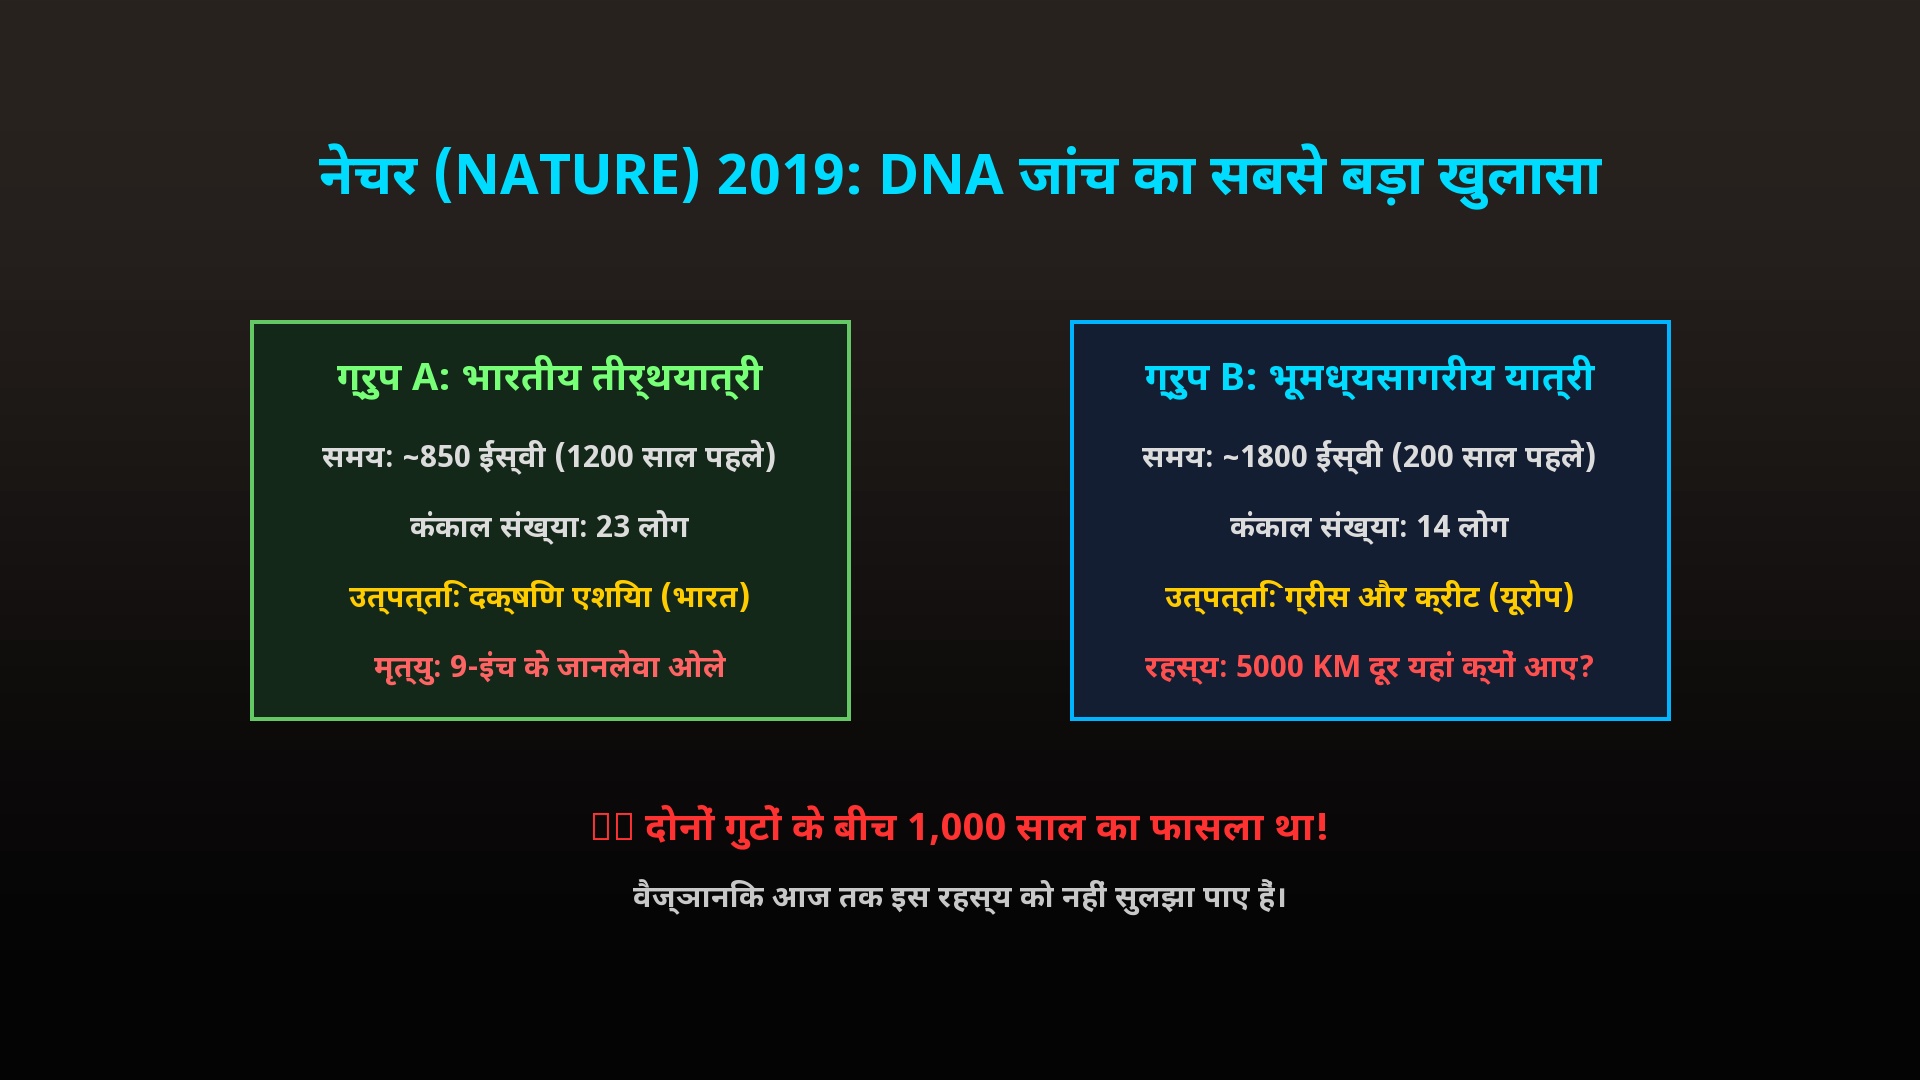 नेचर (NATURE) 2019: DNA जांच का सबसे बड़ा खुलासा
ग्रुप A: भारतीय तीर्थयात्री
समय: ~850 ईस्वी (1200 साल पहले)
कंकाल संख्या: 23 लोग
उत्पत्ति: दक्षिण एशिया (भारत)
मृत्यु: 9-इंच के जानलेवा ओले
ग्रुप B: भूमध्यसागरीय यात्री
समय: ~1800 ईस्वी (200 साल पहले)
कंकाल संख्या: 14 लोग
उत्पत्ति: ग्रीस और क्रीट (यूरोप)
रहस्य: 5000 KM दूर यहां क्यों आए?
दोनों गुटों के बीच 1,000 साल का फासला था!
वैज्ञानिक आज तक इस रहस्य को नहीं सुलझा पाए हैं।